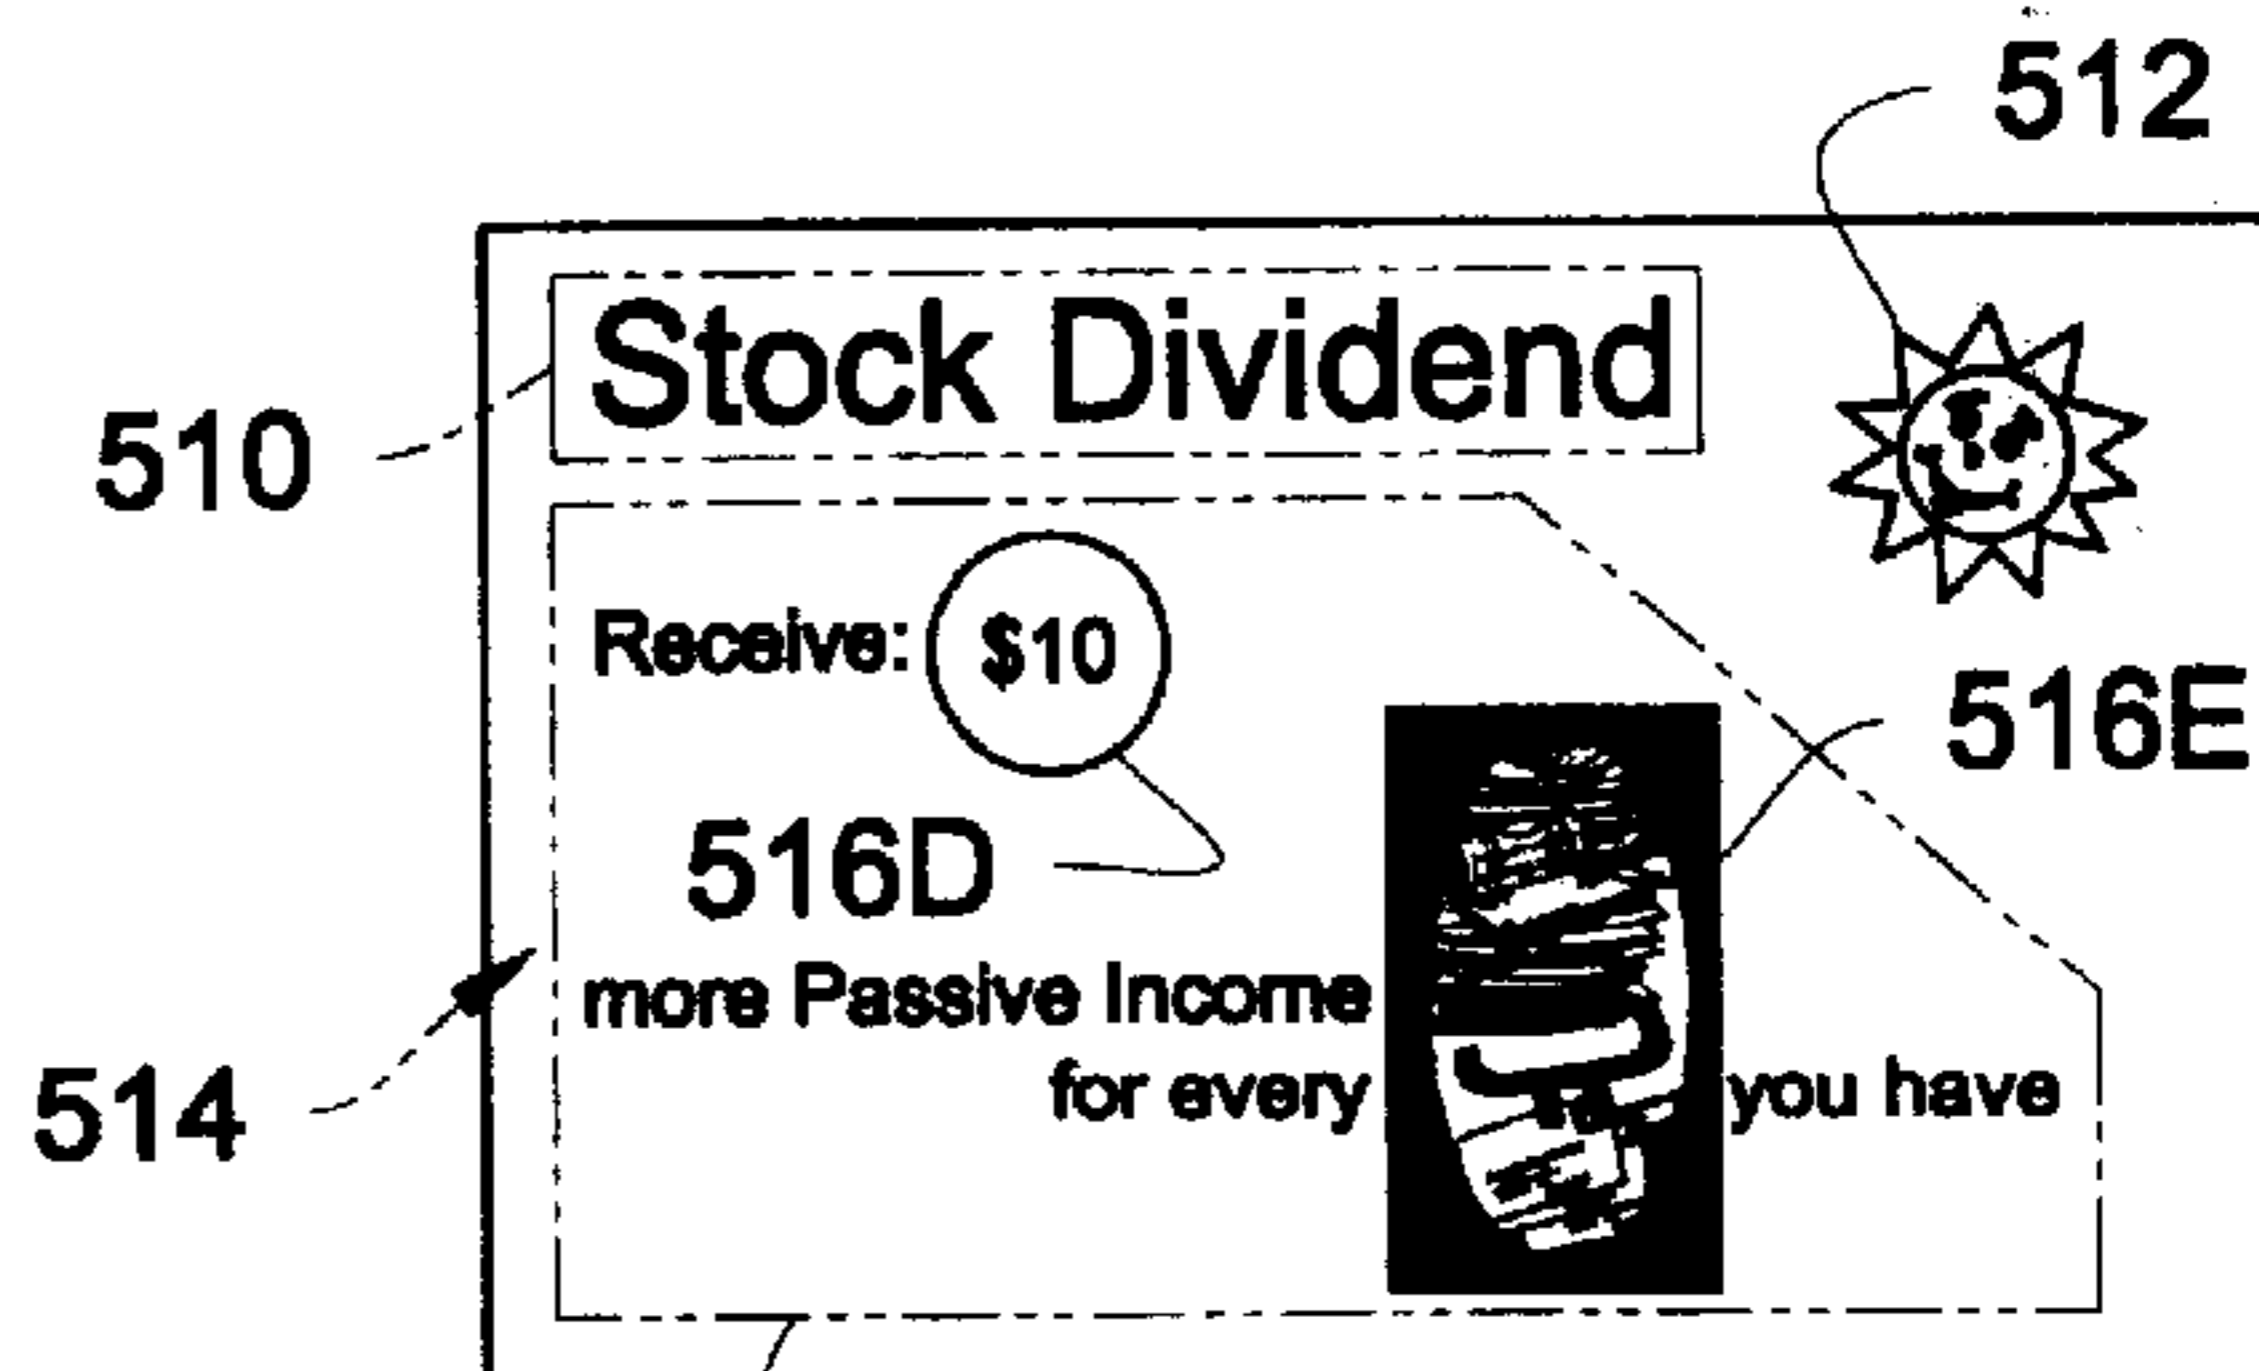 512
Stock Dividend
510
Receive: $10
516E
516D
more Passive Income
for every you have
514